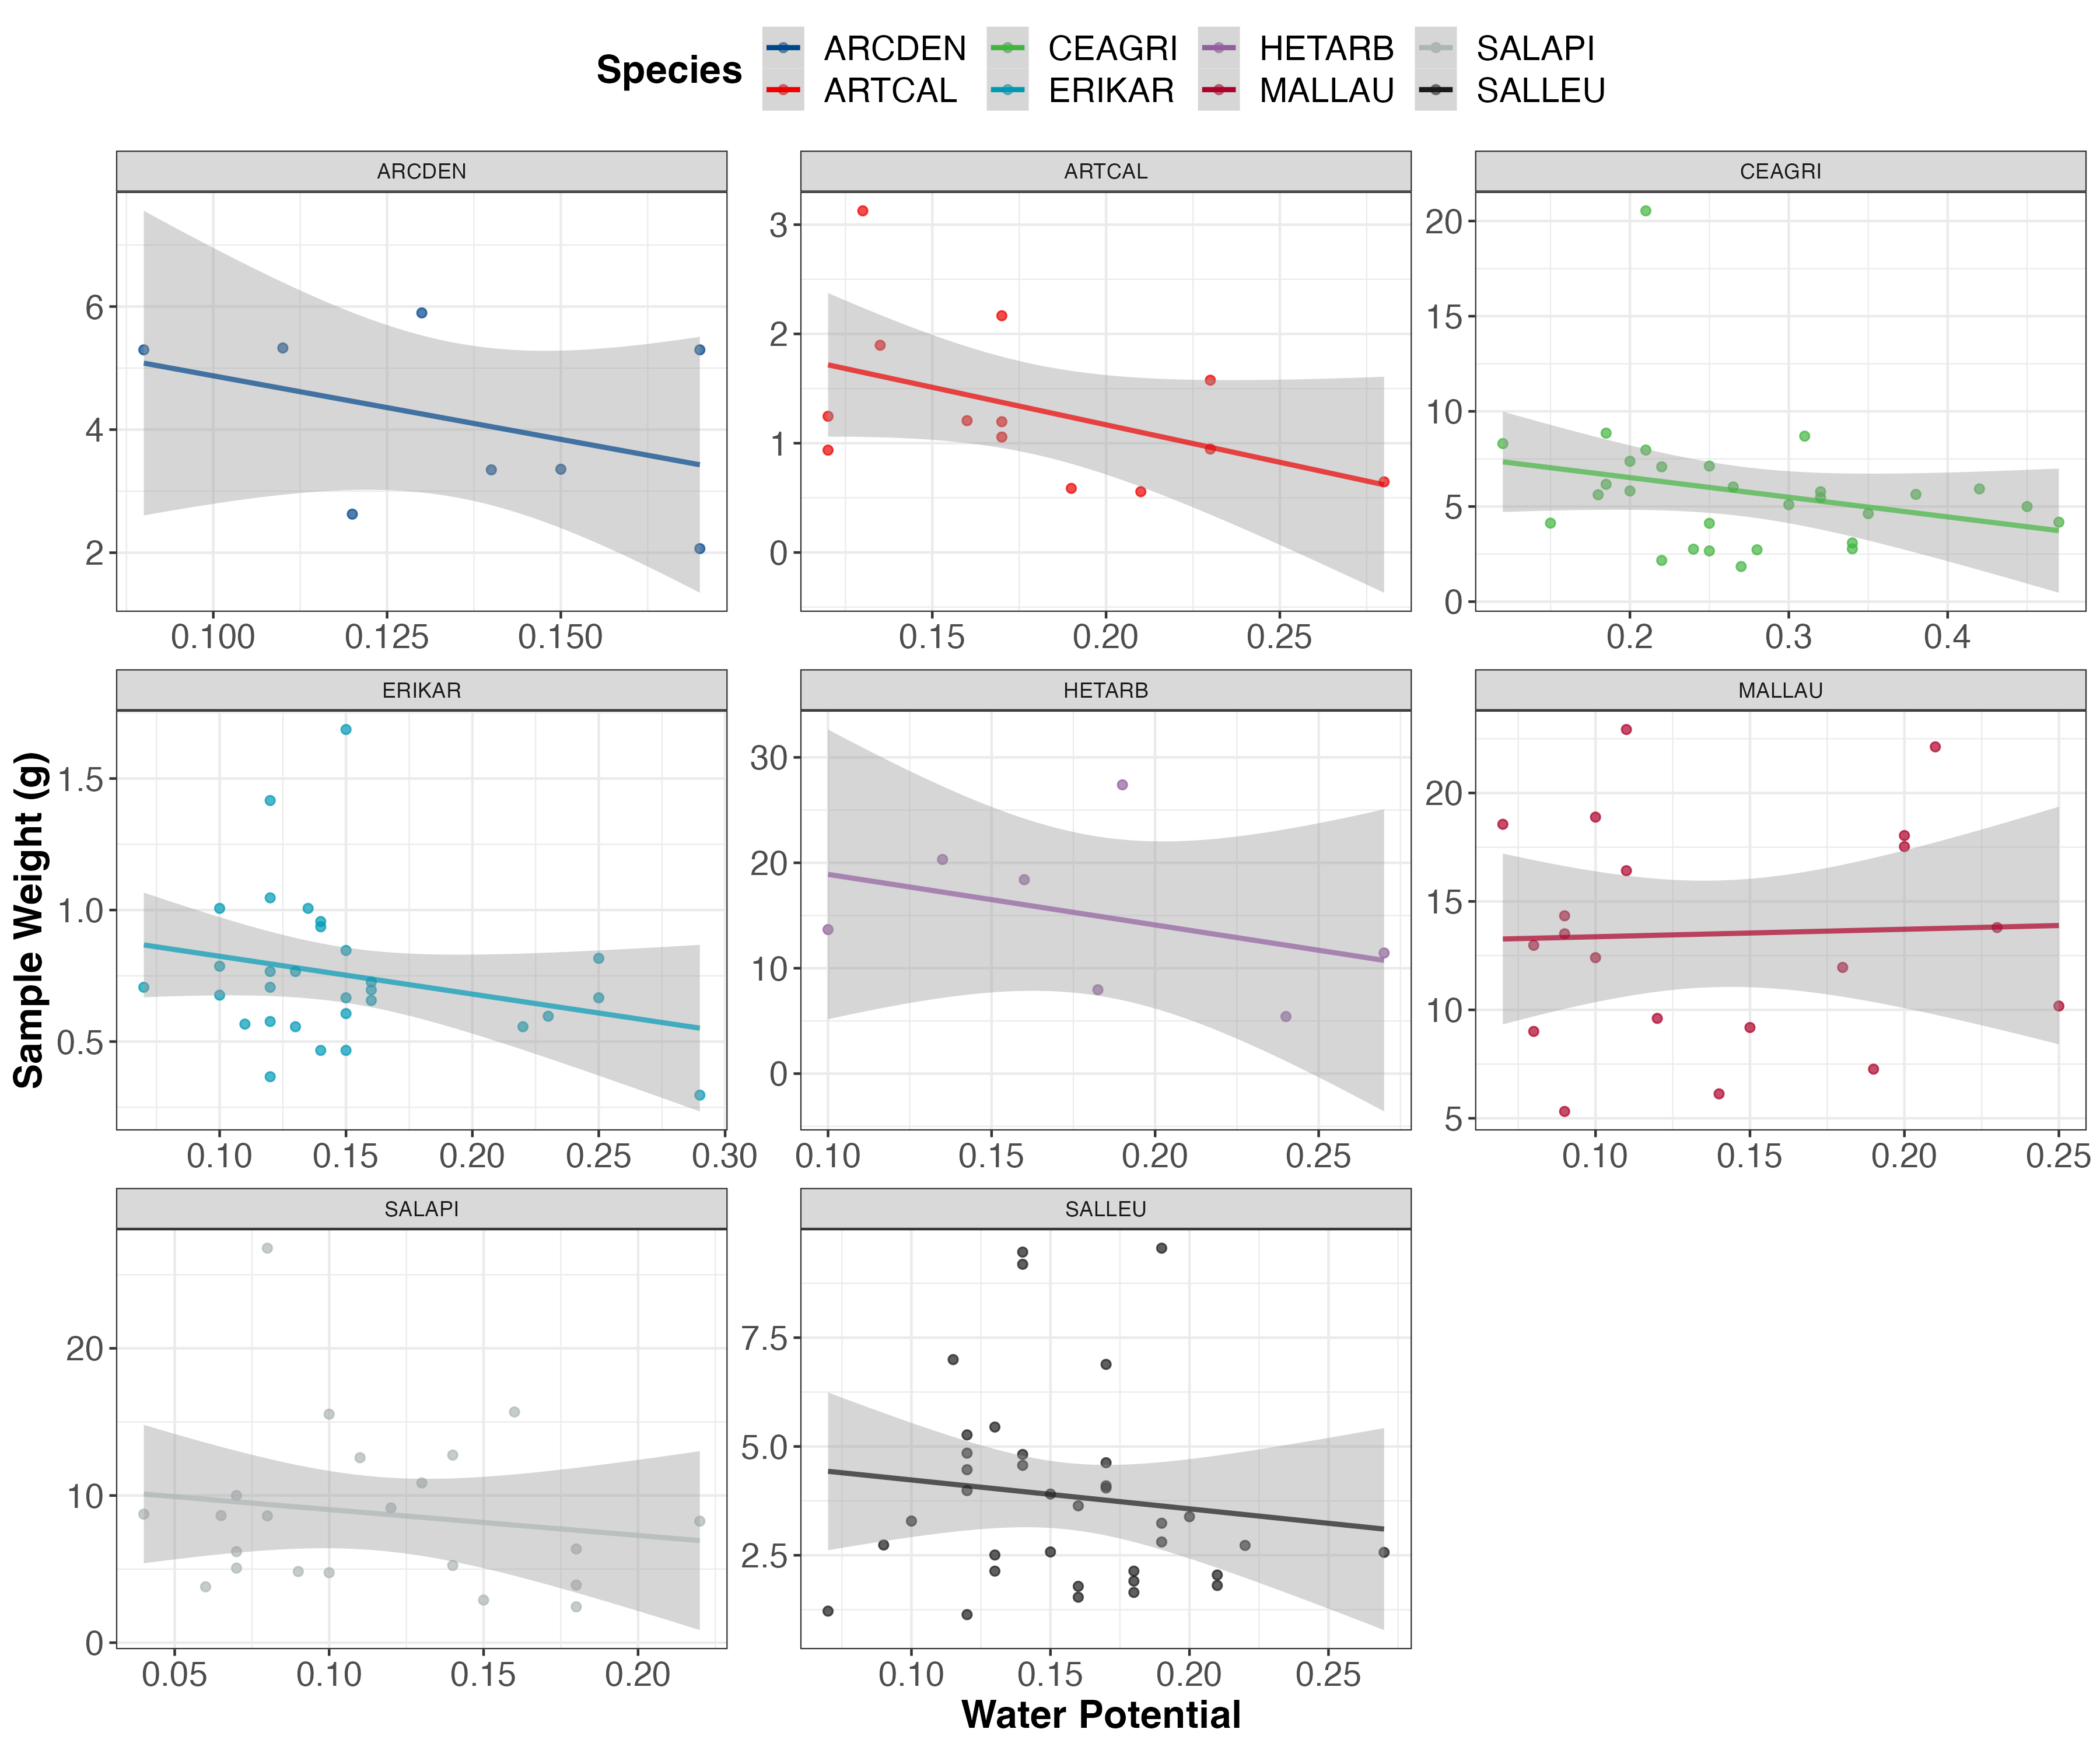 Species
ARCDEN CEAGRI HETARB SALAPI
ARTCAL ERIKAR MALLAU SALLEU
ARCDEN
6
4
2
0.100 0.125 0.150
ARTCAL
3
2
1
0
0.15 0.20 0.25
CEAGRI
20
15
10
5
0
0.2 0.3 0.4
Sample Weight (g)
ERIKAR
1.5
1.0
0.5
0.10 0.15 0.20 0.25 0.30
HETARB
30
20
10
0
0.10 0.15 0.20 0.25
MALLAU
20
15
10
5
0.10 0.15 0.20 0.25
SALAPI
20
10
0
0.05 0.10 0.15 0.20
SALLEU
7.5
5.0
2.5
0.10 0.15 0.20 0.25
Water Potential